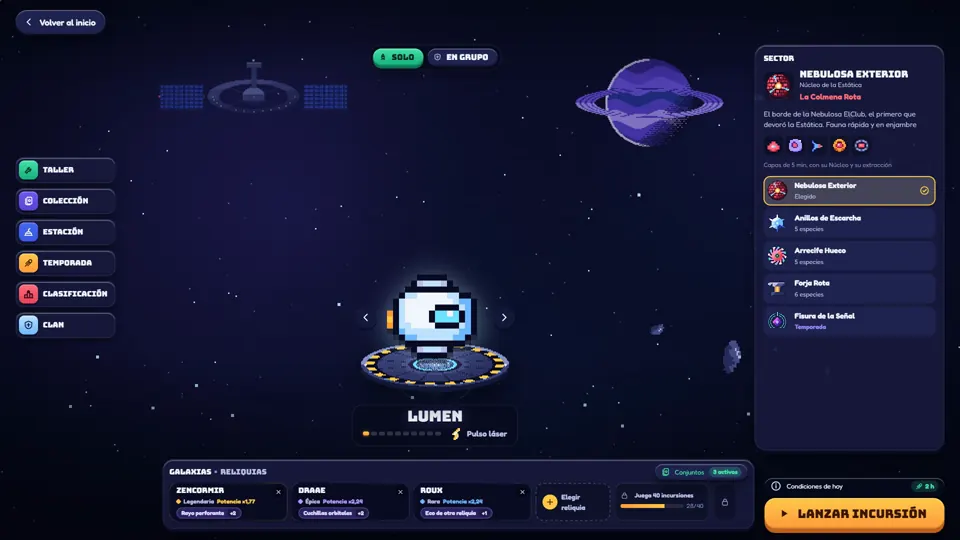 Volver al inicio
SOLO
EN GRUPO
TALLER
COLECCIÓN
ESTACIÓN
TEMPORADA
CLASIFICACIÓN
CLAN
SECTOR
NEBULOSA EXTERIOR
Núcleo de la Estática
La Colmena Rota
El borde de la Nebulosa ElClub, el primero que
devoró la Estática. Fauna rápida y en enjambre
Capas de 5 min, con su Núcleo y su extracción
Nebulosa Exterior
Elegido
Anillos de Escarcha
5 especies
Arrecife Hueco
5 especies
Forja Rota
6 especies
Fisura de la Señal
Temporada
LUMEN
Pulso láser
GALAXIAS · RELIQUIAS
Conjuntos
3 activos
ZENCORMIR
Legendaria Potencia x1,77
Rayo perforante +2
DRAAE
Épica Potencia x2,24
Cuchillas orbitales +2
ROUX
Rara Potencia x2,24
Eco de otra reliquia +1
Elegir
reliquia
Juega 40 incursiones
28/40
Condiciones de hoy
2 h
LANZAR INCURSIÓN